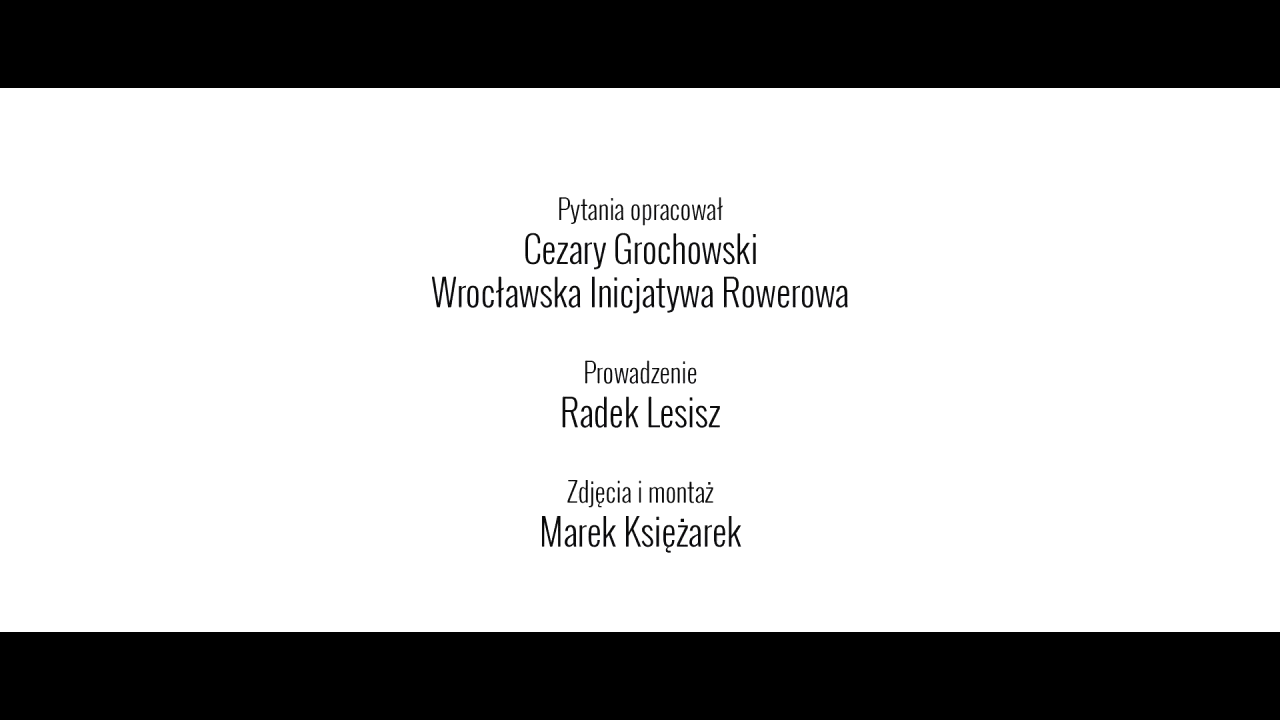 Pytania opracował
Cezary Grochowski
Wrocławska Inicjatywa Rowerowa
Prowadzenie
Radek Lesisz
Zdjęcia i montaż
Marek Księżarek